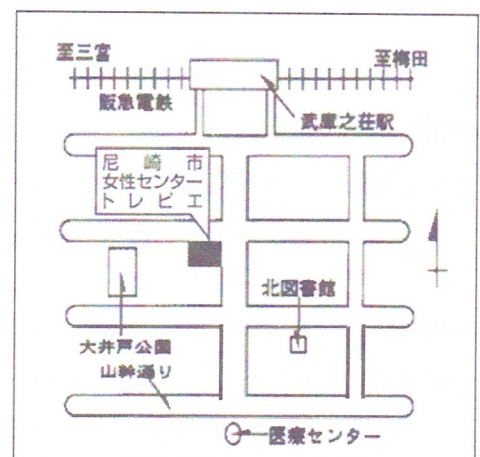 至三宮
至梅田
阪急電鉄
武庫之荘駅
尼崎市
女性センター
トレピエ
北図書館
大井戸公園
山幹通り
医療センター